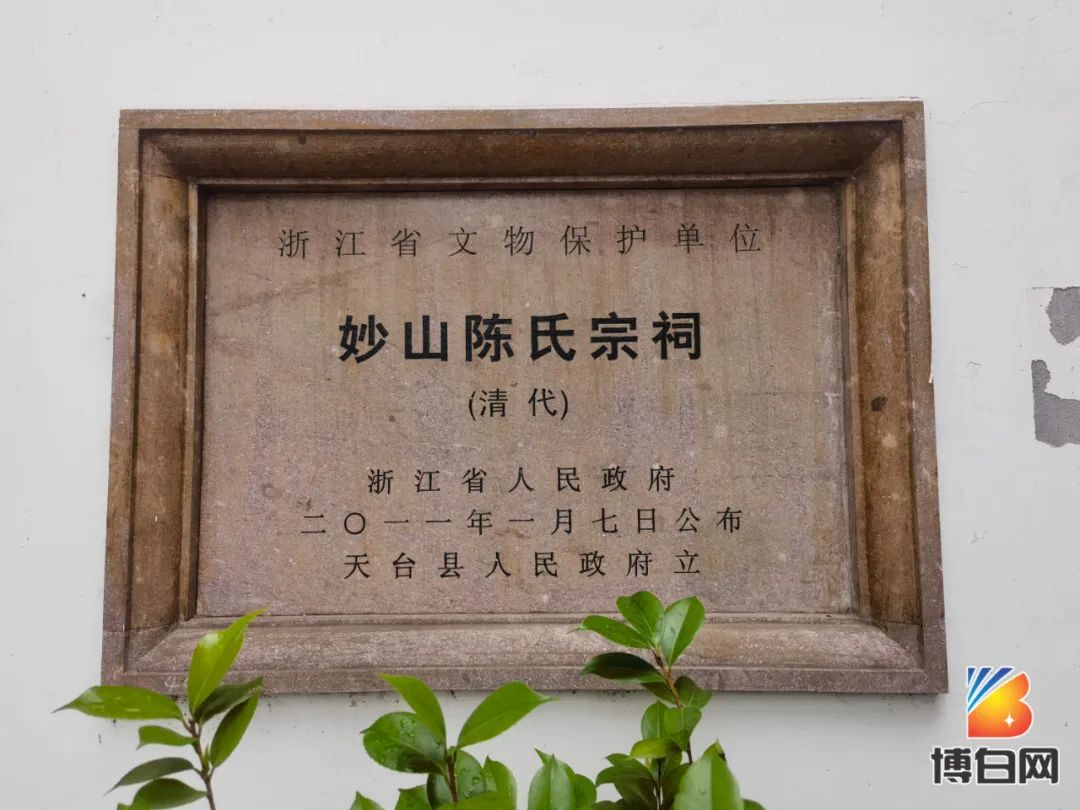 浙江省文物保护单位
妙山陈氏宗祠
(清代)
浙江省人民政府
二〇一一年一月七日公布
天台县人民政府立
博白网